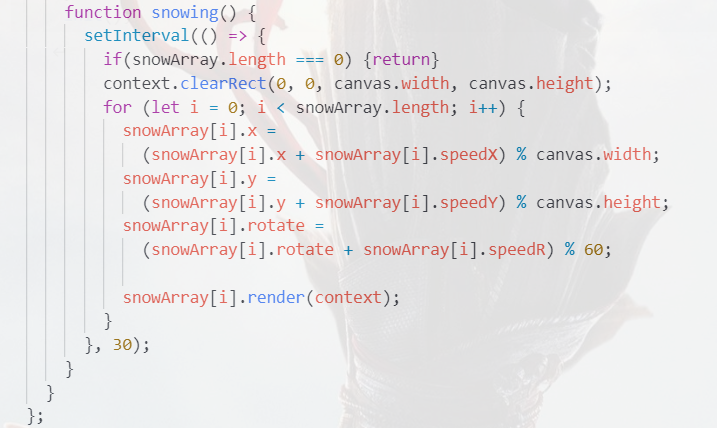 function snowing() {
setInterval(() => {
if(snowArray.length === 0) {return}
context.clearRect(0, 0, canvas.width, canvas.height);
for (let i = 0; i < snowArray.length; i++) {
snowArray[i].x =
(snowArray[i].x + snowArray[i].speedX) % canvas.width;
snowArray[i].y =
(snowArray[i].y + snowArray[i].speedY) % canvas.height;
snowArray[i].rotate =
(snowArray[i].rotate + snowArray[i].speedR) % 60;
snowArray[i].render(context);
}
}, 30);
}
}
};